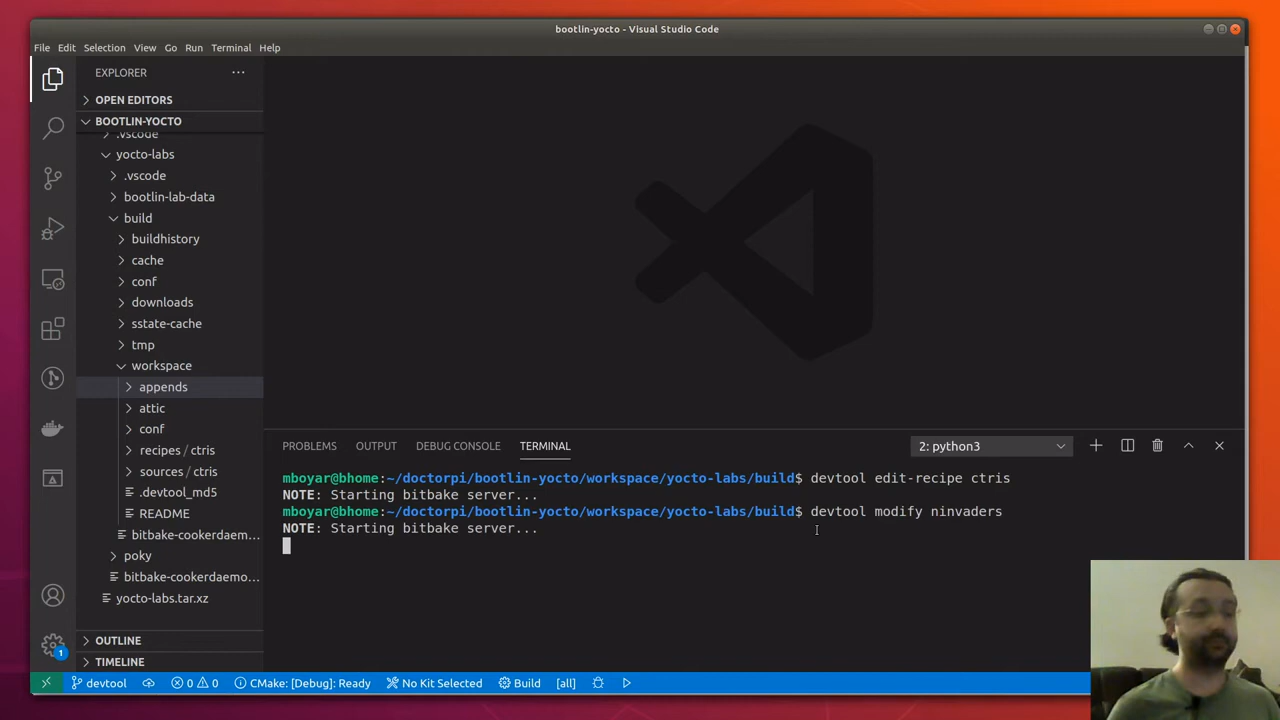 bootlin-yocto - Visual Studio Code
File Edit Selection View Go Run Terminal Help
EXPLORER ···
OPEN EDITORS
BOOTLIN-YOCTO
.vscode
yocto-labs
.vscode
bootlin-lab-data
build
buildhistory
cache
conf
downloads
sstate-cache
tmp
workspace
appends
attic
conf
recipes / ctris
sources / ctris
.devtool_md5
README
bitbake-cookerdaem...
poky
bitbake-cookerdaemo...
yocto-labs.tar.xz
OUTLINE
TIMELINE
PROBLEMS OUTPUT DEBUG CONSOLE TERMINAL 2: python3
mboyar@bhome:~/doctorpi/bootlin-yocto/workspace/yocto-labs/build$ devtool edit-recipe ctris
NOTE: Starting bitbake server...
mboyar@bhome:~/doctorpi/bootlin-yocto/workspace/yocto-labs/build$ devtool modify ninvaders
NOTE: Starting bitbake server...
1
devtool 0 0 CMake: [Debug]: Ready No Kit Selected Build [all]